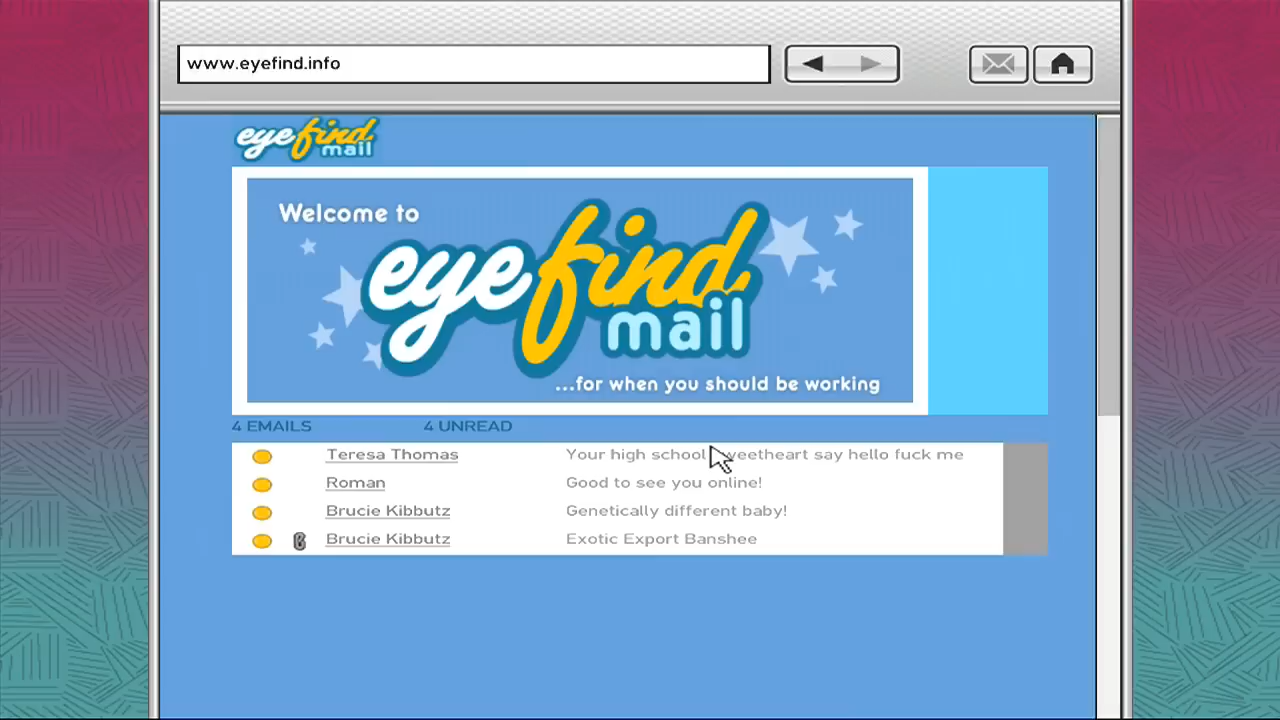 www.eyefind.info
eyefind
mail
Welcome to
eyefind
mail
...for when you should be working
4 EMAILS 4 UNREAD
Teresa Thomas Your high school sweetheart say hello fuck me
Roman Good to see you online!
Brucie Kibbutz Genetically different baby!
Brucie Kibbutz Exotic Export Banshee